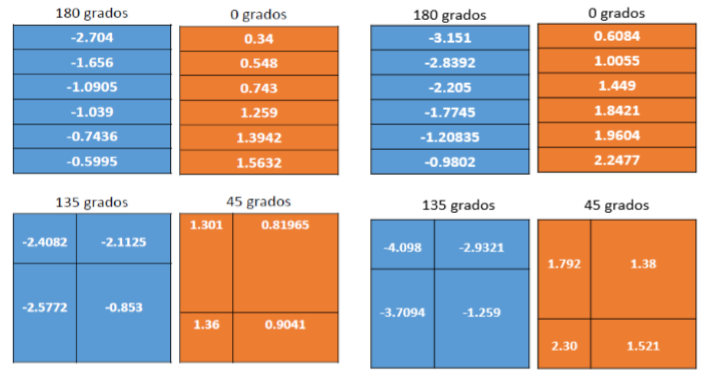 180 grados 0 grados
-2.704 0.34
-1.656 0.548
-1.0905 0.743
-1.039 1.259
-0.7436 1.3942
-0.5995 1.5632
180 grados 0 grados
-3.151 0.6084
-2.8392 1.0055
-2.205 1.449
-1.7745 1.8421
-1.20835 1.9604
-0.9802 2.2477
135 grados 45 grados
-2.4082 -2.1125 1.301 0.81965
-2.5772 -0.853 1.36 0.9041
135 grados 45 grados
-4.098 -2.9321 1.792 1.38
-3.7094 -1.259 2.30 1.521